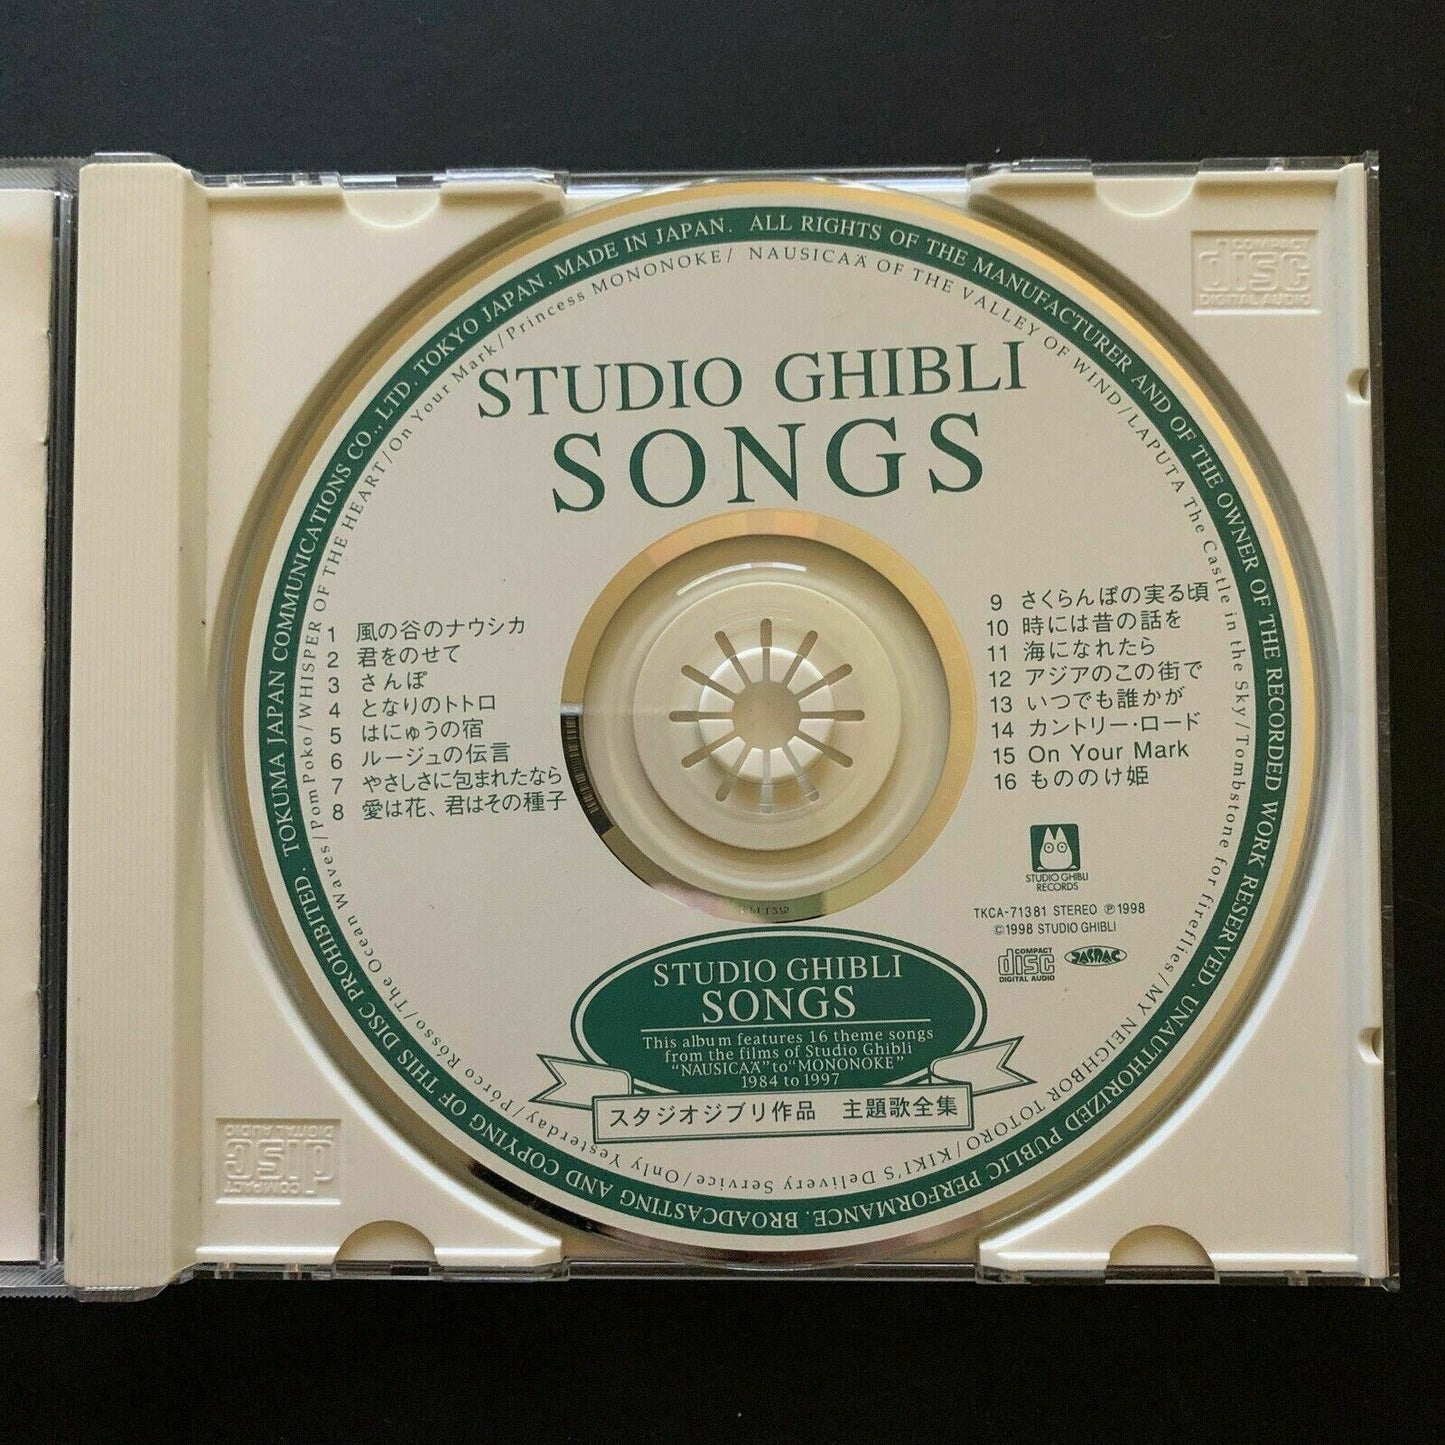 TOKUMA JAPAN COMMUNICATIONS CO., LTD. TOKYO JAPAN. MADE IN JAPAN. ALL RIGHTS OF THE MANUFACTURER AND OF THE OWNER OF THE RECORDED WORK RESERVED. UNAUTHORIZED PUBLIC PERFORMANCE. BROADCASTING AND COPYING OF THIS DISC PROHIBITED.
NAUSICAÄ OF THE VALLEY OF WIND/LAPUTA The Castle in the Sky/Tombstone for fireflies/MY NEIGHBOR TOTORO/KIKI'S Delivery Service/Only Yesterday/Porco Rosso/The Ocean Waves/Pom Poko/WHISPER OF THE HEART/On Your Mark/Princess MONONOKE/
STUDIO GHIBLI
SONGS
1 風の谷のナウシカ
2 君をのせて
3 さんぽ
4 となりのトトロ
5 はにゅうの宿
6 ルージュの伝言
7 やさしさに包まれたなら
8 愛は花、君はその種子
9 さくらんぼの実る頃
10 時には昔の話を
11 海になれたら
12 アジアのこの街で
13 いつでも誰かが
14 カントリー・ロード
15 On Your Mark
16 もののけ姫
STUDIO GHIBLI
RECORDS
TKCA-71381 STEREO ℗1998
©1998 STUDIO GHIBLI
COMPACT
disc
DIGITAL AUDIO
JASRAC
STUDIO GHIBLI
SONGS
This album features 16 theme songs
from the films of Studio Ghibli
"NAUSICAÄ" to "MONONOKE"
1984 to 1997
スタジオジブリ作品 主題歌全集
COMPACT
disc
DIGITAL AUDIO
COMPACT
disc
DIGITAL AUDIO